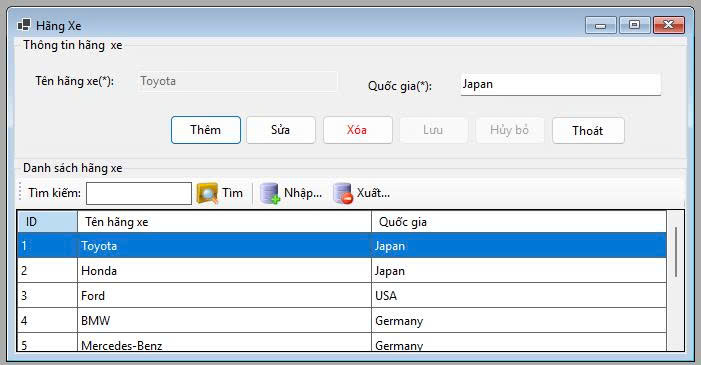 Hãng Xe
Thông tin hãng xe
Tên hãng xe(*): Toyota Quốc gia(*): Japan
Thêm Sửa Xóa Lưu Hủy bỏ Thoát
Danh sách hãng xe
Tìm kiếm: Tìm Nhập... Xuất...
ID Tên hãng xe Quốc gia
1 Toyota Japan
2 Honda Japan
3 Ford USA
4 BMW Germany
5 Mercedes-Benz Germany